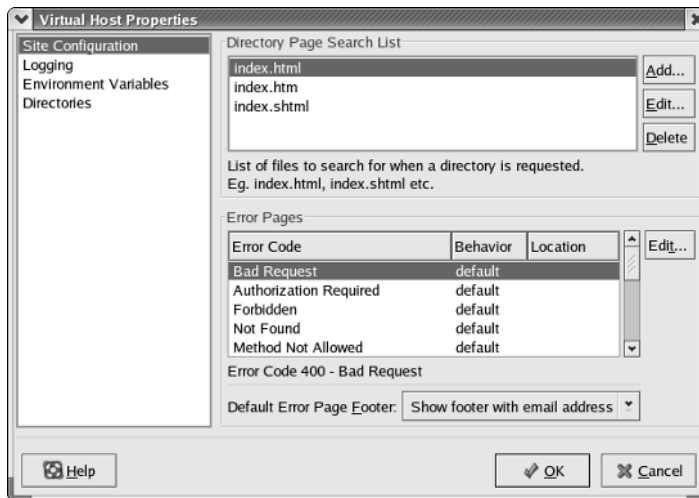 Virtual Host Properties
Site Configuration
Logging
Environment Variables
Directories
Directory Page Search List
index.html
index.htm
index.shtml
Add...
Edit...
Delete
List of files to search for when a directory is requested.
Eg. index.html, index.shtml etc.
Error Pages
Error Code Behavior Location
Bad Request default
Authorization Required default
Forbidden default
Not Found default
Method Not Allowed default
Edit...
Error Code 400 - Bad Request
Default Error Page Footer: Show footer with email address
Help OK Cancel